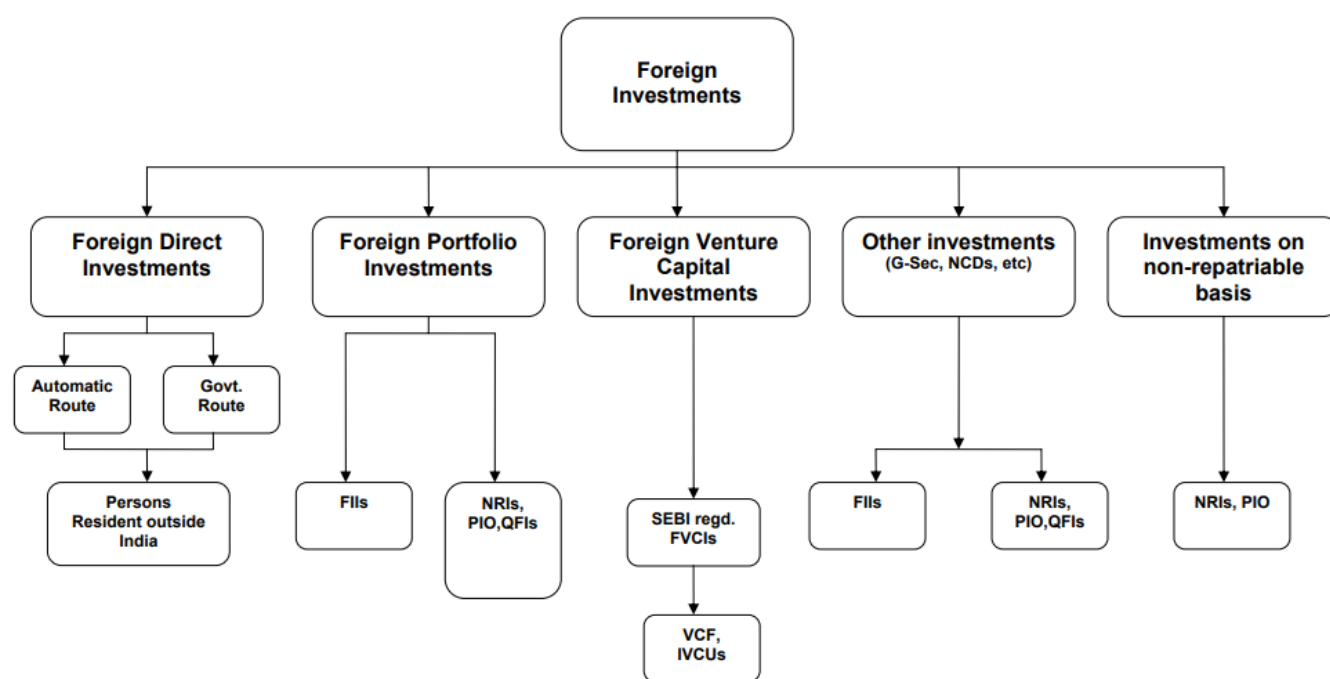 Foreign
Investments
Foreign Direct
Investments
Foreign Portfolio
Investments
Foreign Venture
Capital
Investments
Other investments
(G-Sec, NCDs, etc)
Investments on
non-repatriable
basis
Automatic
Route
Govt.
Route
Persons
Resident outside
India
FIIs
NRIs,
PIO,QFIs
SEBI regd.
FVCIs
FIIs
NRIs,
PIO,QFIs
NRIs, PIO
VCF,
IVCUs